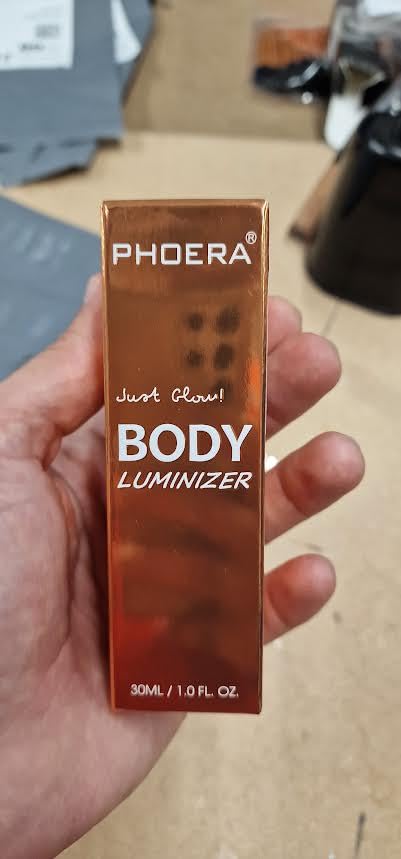 PHOERA®
Just Glow!
BODY
LUMINIZER
30ML / 1.0 FL. OZ.